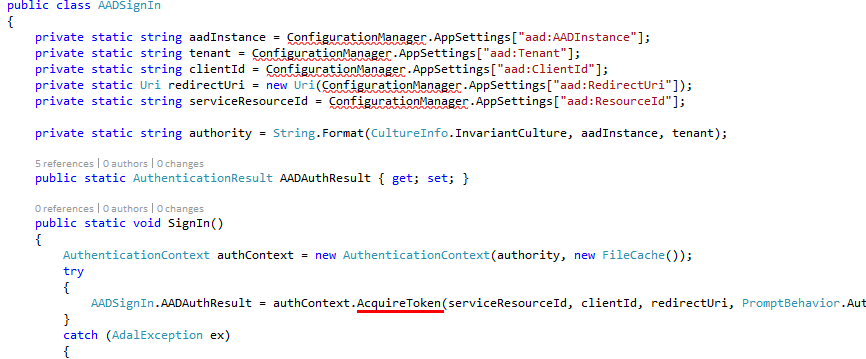 public class AADSignIn
{
private static string aadInstance = ConfigurationManager.AppSettings["aad:AADInstance"];
private static string tenant = ConfigurationManager.AppSettings["aad:Tenant"];
private static string clientId = ConfigurationManager.AppSettings["aad:ClientId"];
private static Uri redirectUri = new Uri(ConfigurationManager.AppSettings["aad:RedirectUri"]);
private static string serviceResourceId = ConfigurationManager.AppSettings["aad:ResourceId"];
private static string authority = String.Format(CultureInfo.InvariantCulture, aadInstance, tenant);
5 references | 0 authors | 0 changes
public static AuthenticationResult AADAuthResult { get; set; }
0 references | 0 authors | 0 changes
public static void SignIn()
{
AuthenticationContext authContext = new AuthenticationContext(authority, new FileCache());
try
{
AADSignIn.AADAuthResult = authContext.AcquireToken(serviceResourceId, clientId, redirectUri, PromptBehavior.Aut
}
catch (AdalException ex)
{